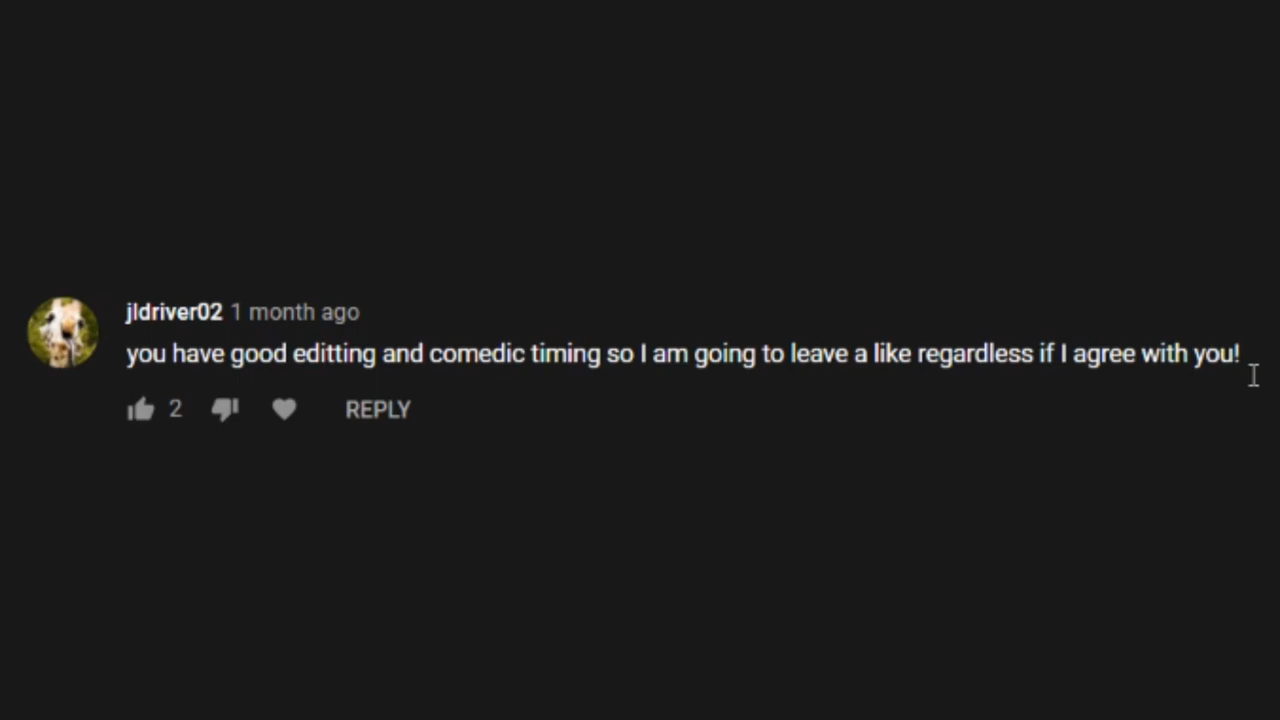 jldriver02 1 month ago
you have good editting and comedic timing so I am going to leave a like regardless if I agree with you!
2 REPLY